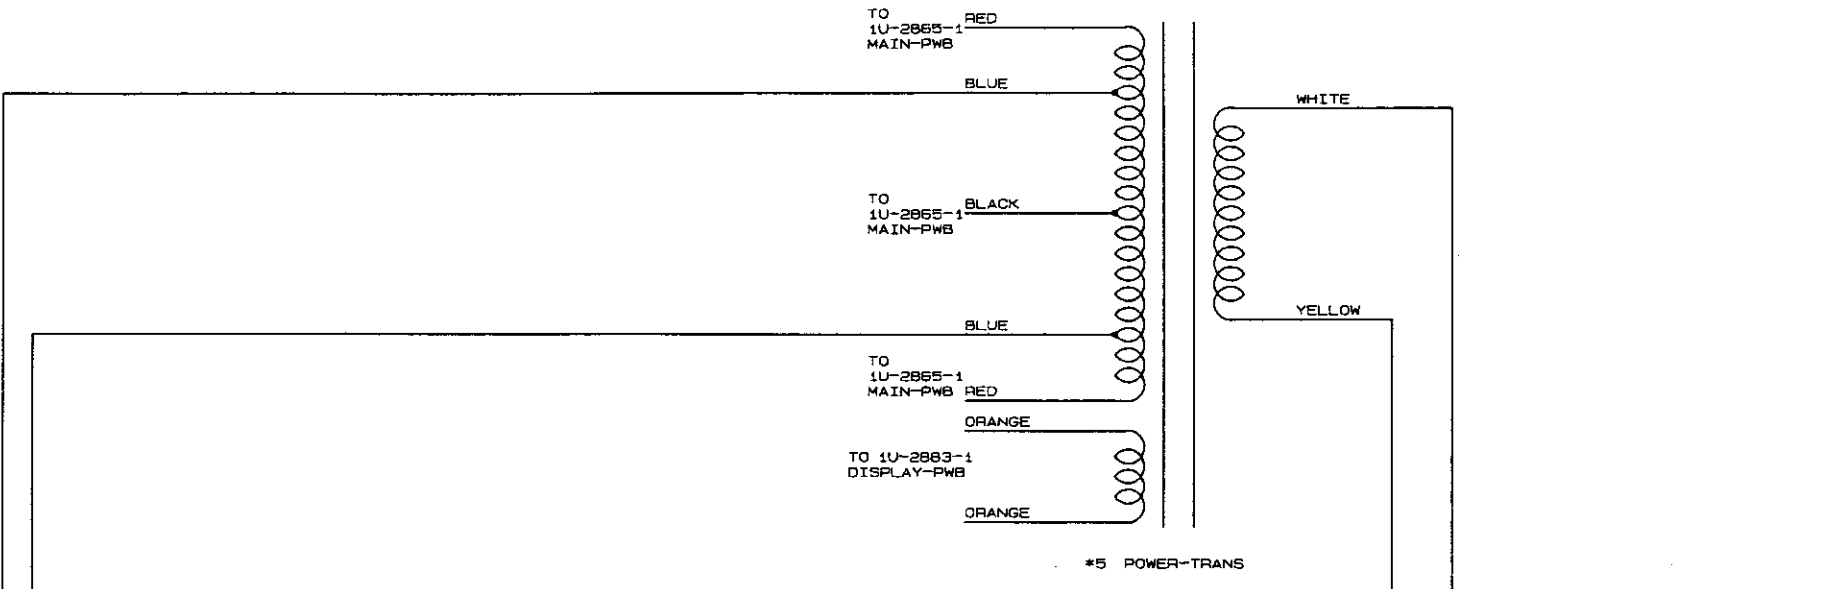 TO
RED
1U-2865-1
MAIN-PWB
BLUE
WHITE
TO
1U-2865-1
BLACK
MAIN-PWB
YELLOW
BLUE
TO
1U-2865-1
MAIN-PWB RED
ORANGE
TO 1U-2883-1
DISPLAY-PWB
ORANGE
*5 POWER-TRANS